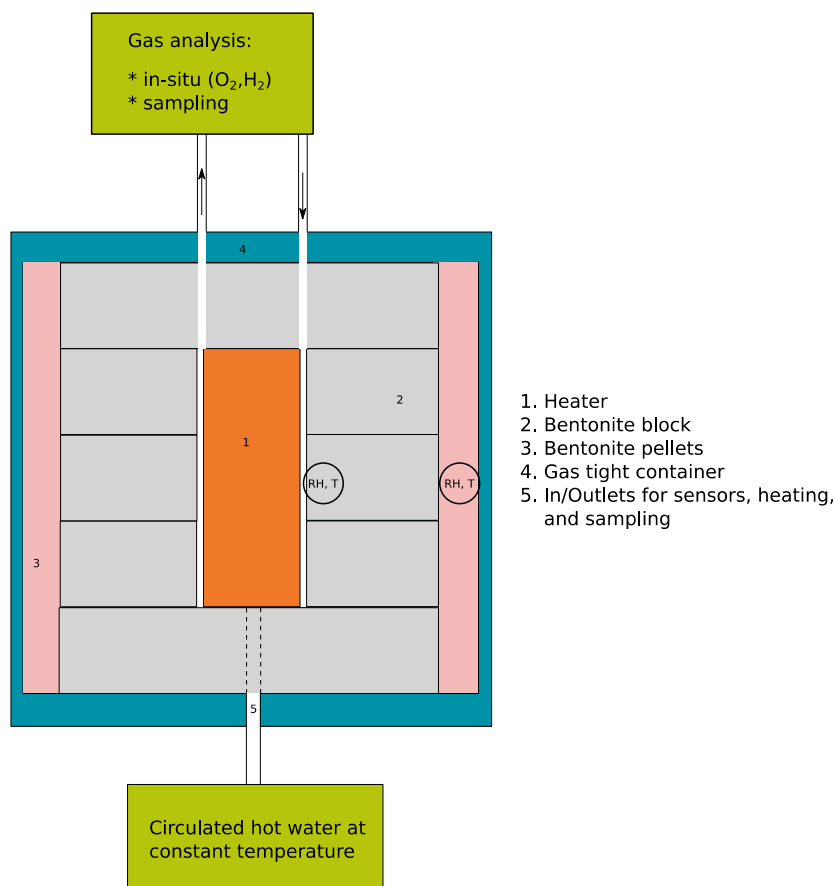 Gas analysis:
* in-situ (O₂,H₂)
* sampling
4
2
1
RH, T
RH, T
3
5
1. Heater
2. Bentonite block
3. Bentonite pellets
4. Gas tight container
5. In/Outlets for sensors, heating,
and sampling
Circulated hot water at
constant temperature